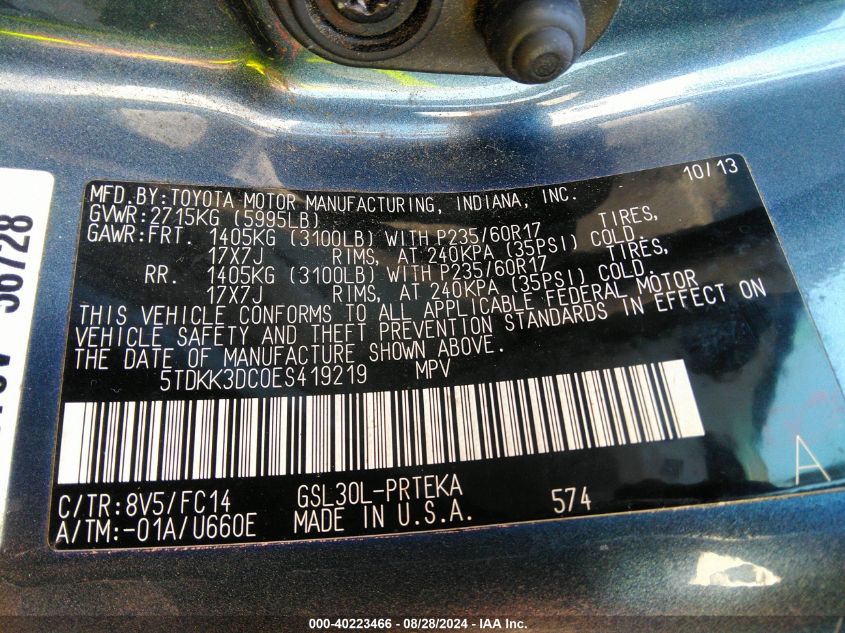 10/13
MFD.BY:TOYOTA MOTOR MANUFACTURING, INDIANA, INC.
GVWR:2715KG (5995LB)
GAWR:FRT. 1405KG (3100LB) WITH P235/60R17 TIRES,
17X7J RIMS, AT 240KPA (35PSI) COLD.
RR. 1405KG (3100LB) WITH P235/60R17 TIRES,
17X7J RIMS, AT 240KPA (35PSI) COLD.
THIS VEHICLE CONFORMS TO ALL APPLICABLE FEDERAL MOTOR
VEHICLE SAFETY AND THEFT PREVENTION STANDARDS IN EFFECT ON
THE DATE OF MANUFACTURE SHOWN ABOVE.
5TDKK3DC0ES419219 MPV
C/TR:8V5/FC14 GSL30L-PRTEKA 574
A/TM:-01A/U660E MADE IN U.S.A.
A
56728
000-40223466 - 08/28/2024 - IAA Inc.